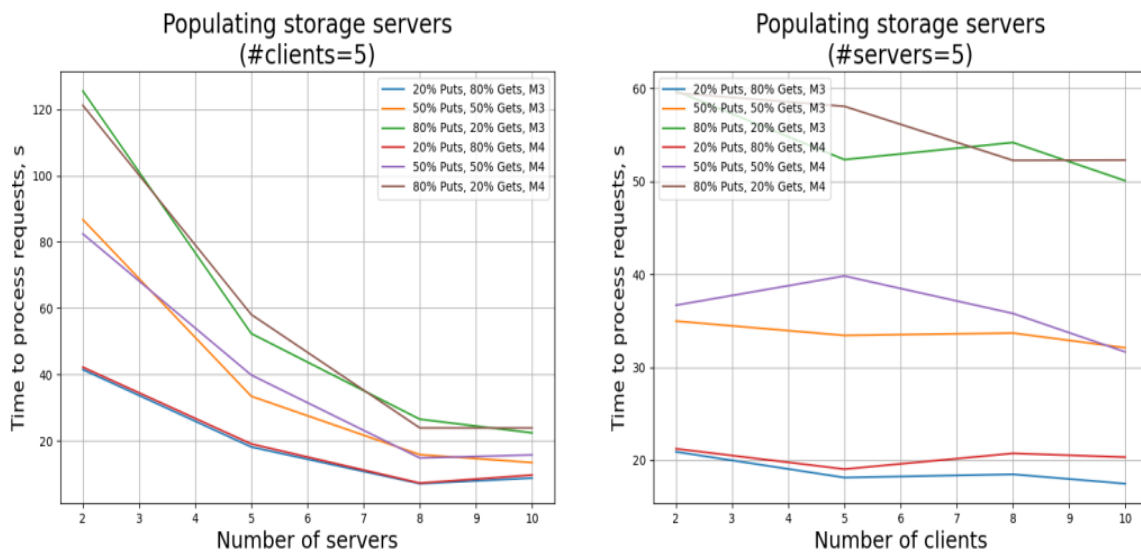 Populating storage servers
(#clients=5)
Time to process requests, s
120
100
80
60
40
20
20% Puts, 80% Gets, M3
50% Puts, 50% Gets, M3
80% Puts, 20% Gets, M3
20% Puts, 80% Gets, M4
50% Puts, 50% Gets, M4
80% Puts, 20% Gets, M4
2 3 4 5 6 7 8 9 10
Number of servers
Populating storage servers
(#servers=5)
Time to process requests, s
60
50
40
30
20
20% Puts, 80% Gets, M3
50% Puts, 50% Gets, M3
80% Puts, 20% Gets, M3
20% Puts, 80% Gets, M4
50% Puts, 50% Gets, M4
80% Puts, 20% Gets, M4
2 3 4 5 6 7 8 9 10
Number of clients